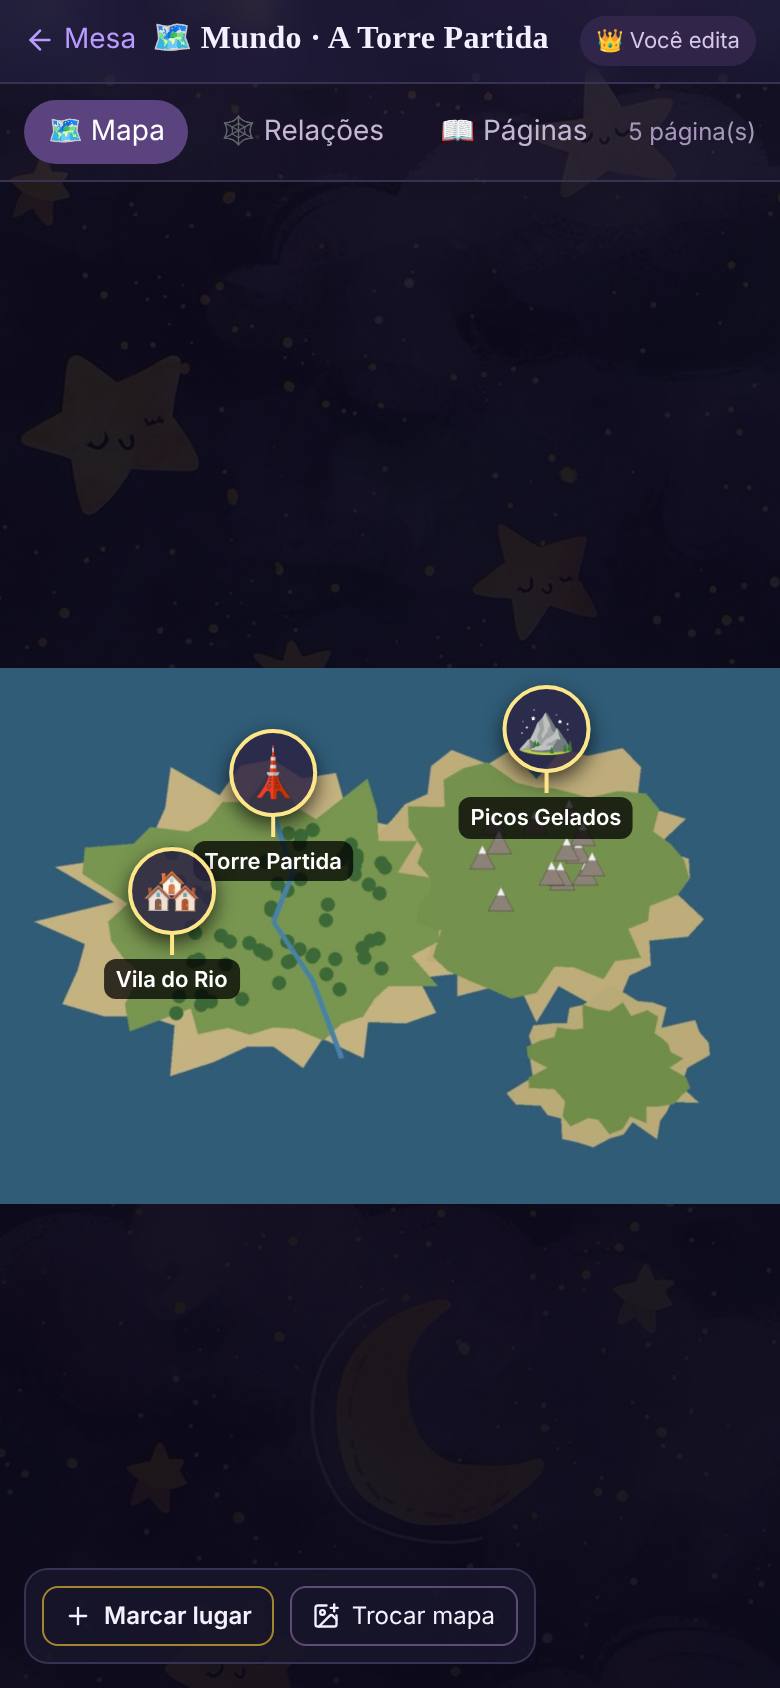 Mesa
Mundo · A Torre Partida
Você edita
Mapa
Relações
Páginas
5 página(s)
Picos Gelados
Torre Partida
Vila do Rio
Marcar lugar
Trocar mapa